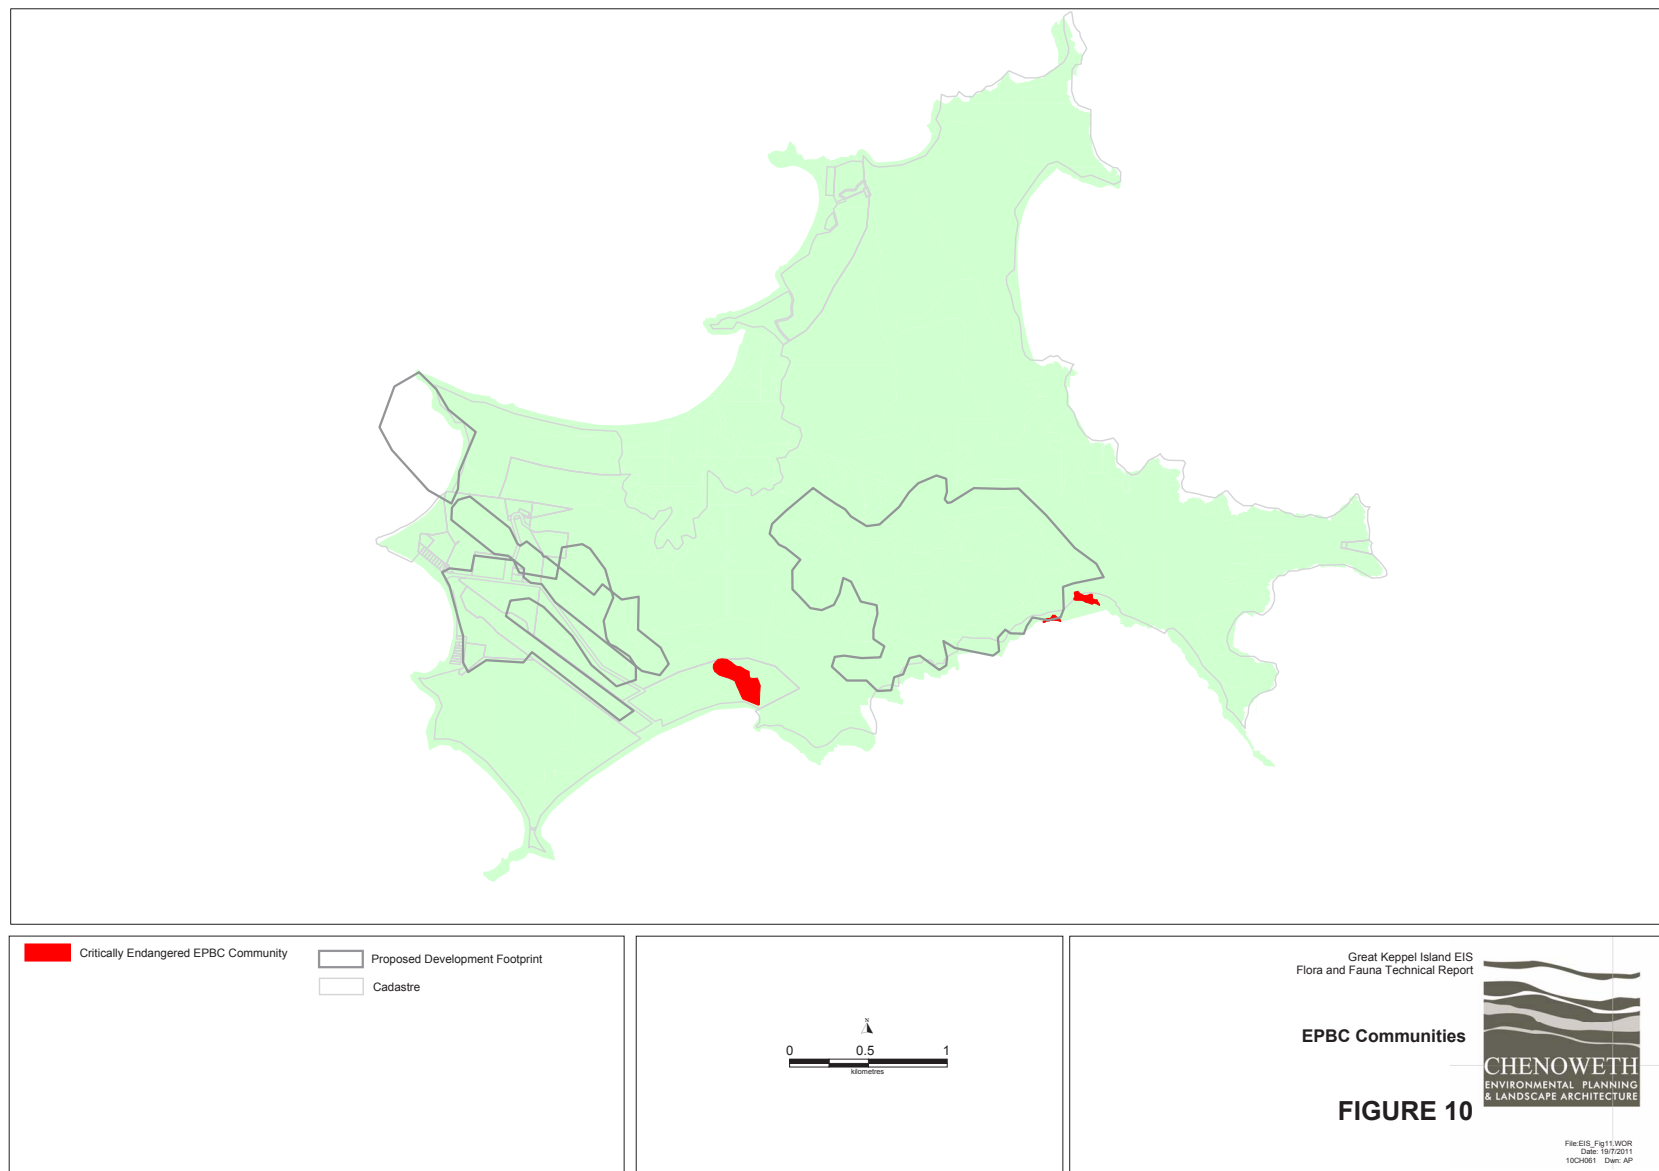 Critically Endangered EPBC Community
Proposed Development Footprint
Cadastre
N
0 0.5 1
kilometres
Great Keppel Island EIS
Flora and Fauna Technical Report
EPBC Communities
FIGURE 10
CHENOWETH
ENVIRONMENTAL PLANNING
& LANDSCAPE ARCHITECTURE
File:EIS_Fig11.WOR
Date: 19/7/2011
10CH061 Dwn: AP